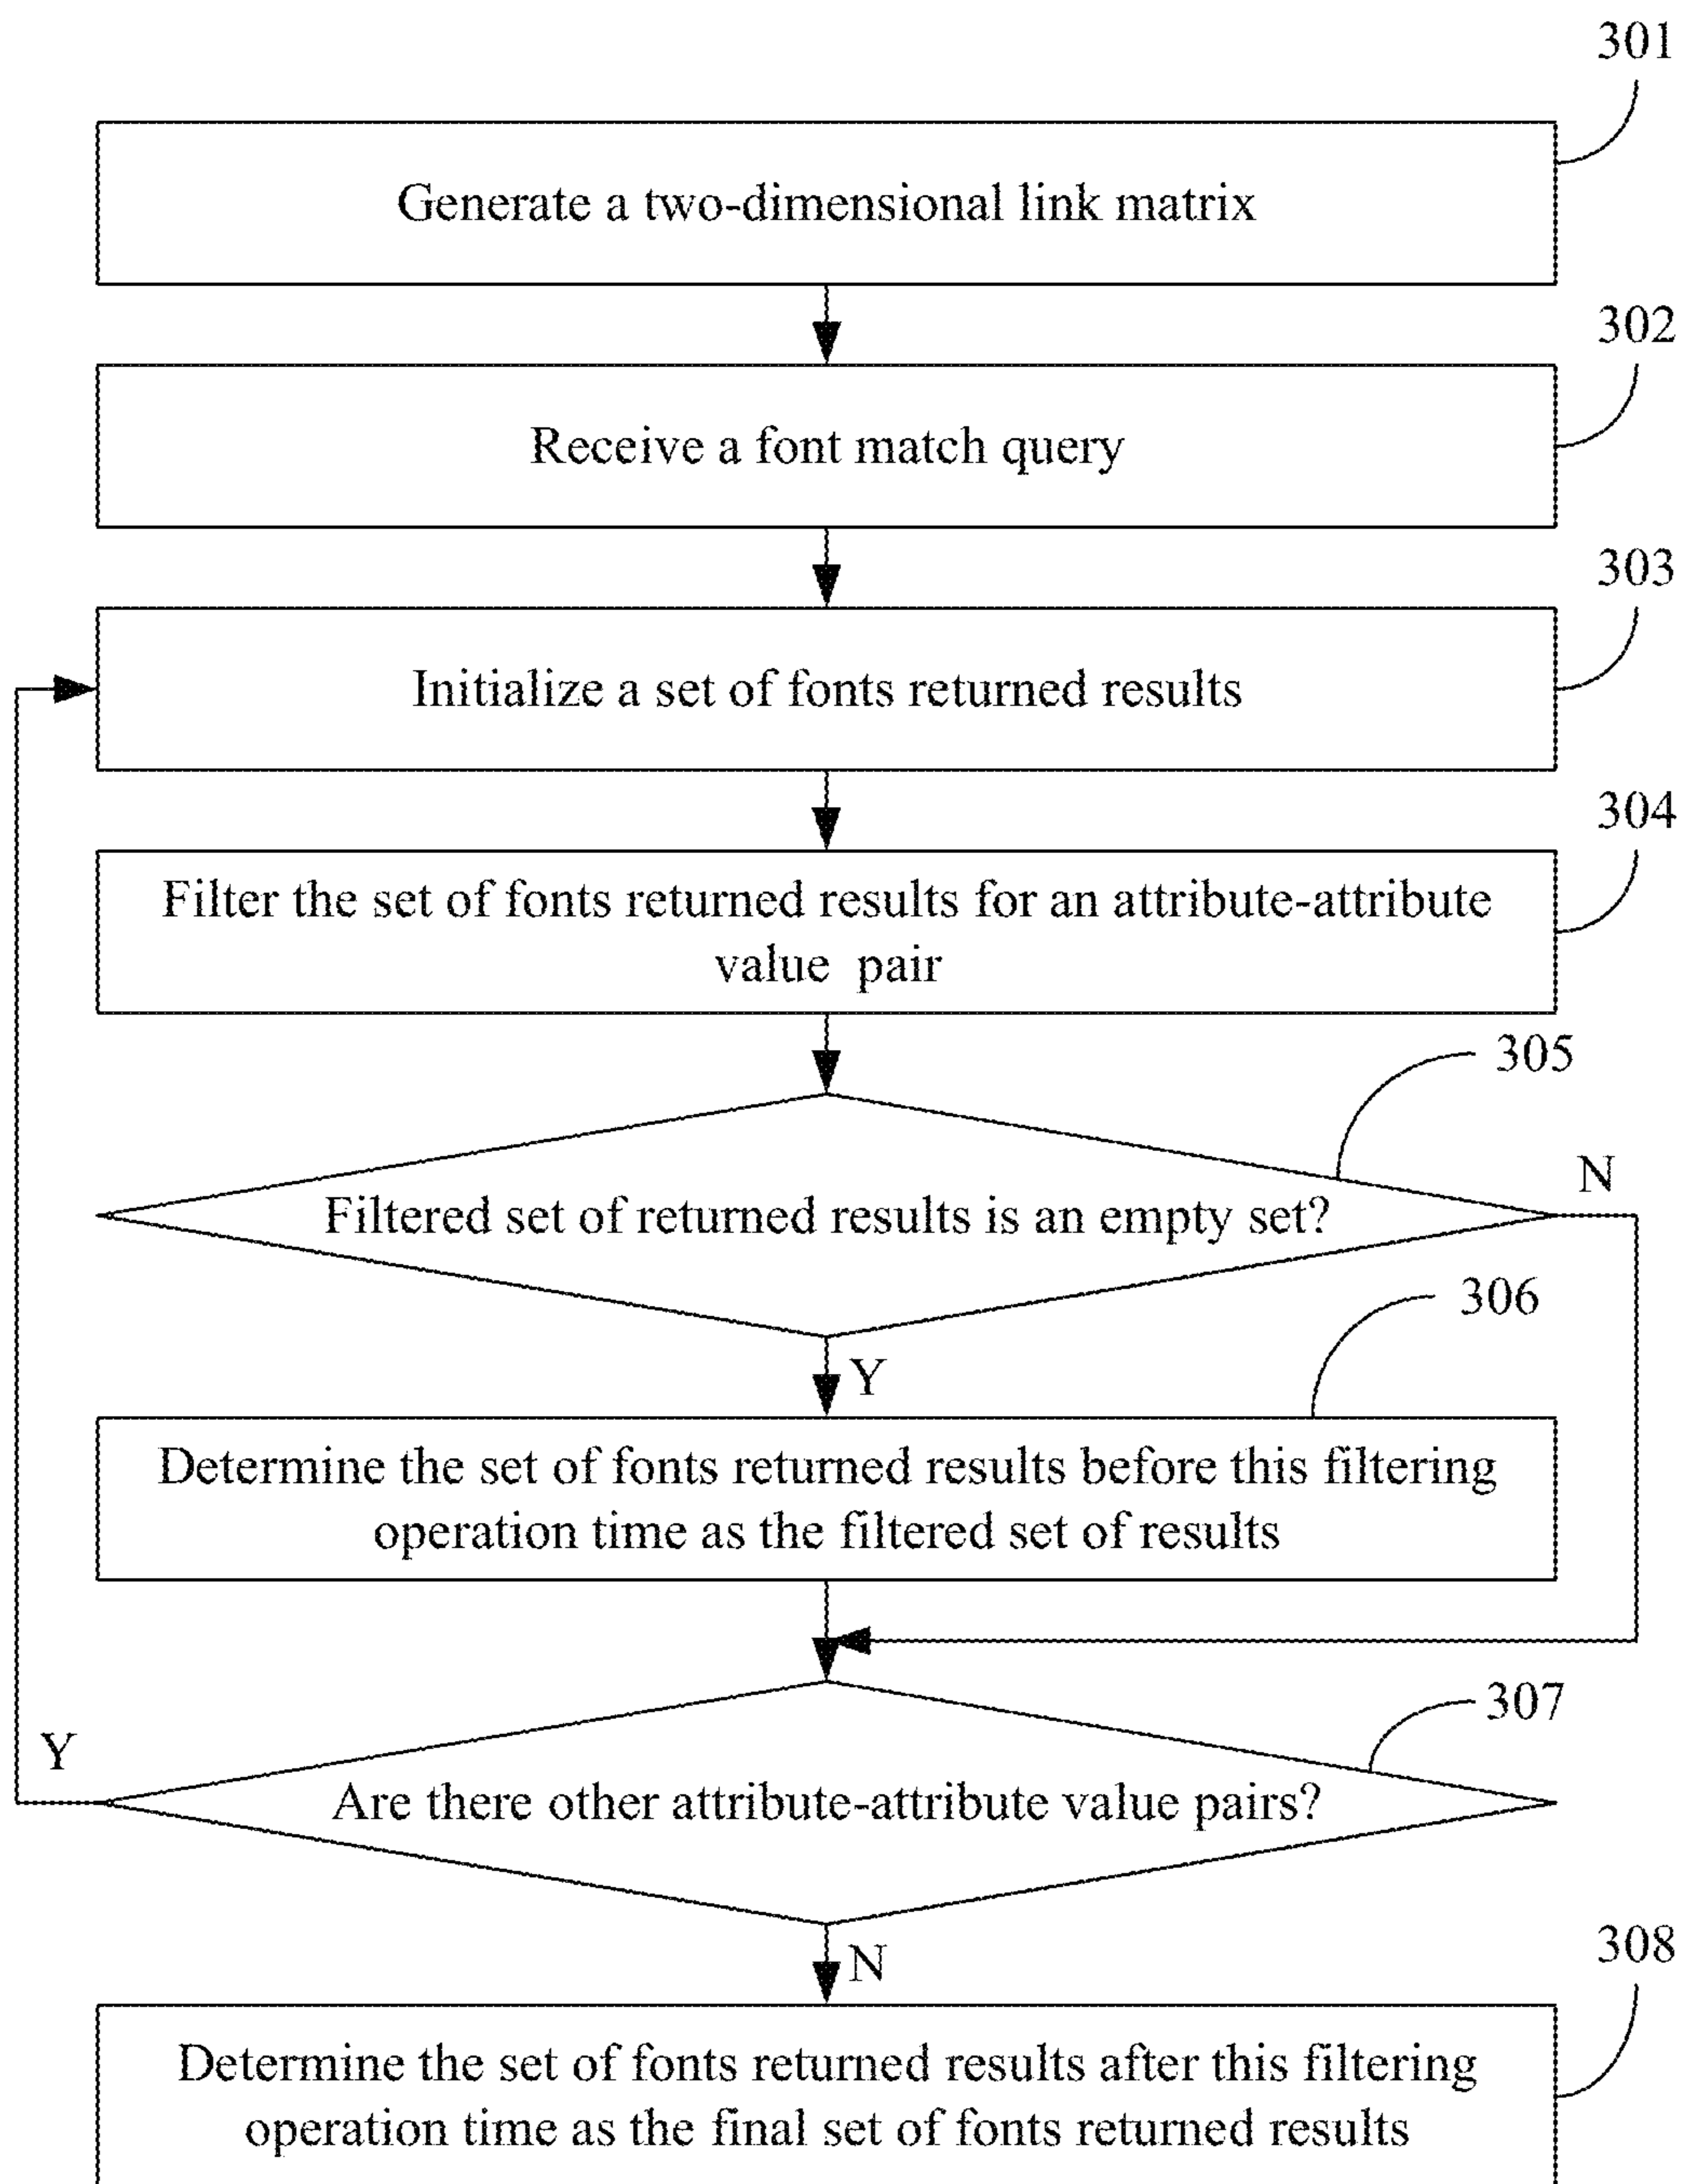 301
Generate a two-dimensional link matrix
302
Receive a font match query
303
Initialize a set of fonts returned results
304
Filter the set of fonts returned results for an attribute-attribute
value pair
305
N
Filtered set of returned results is an empty set?
306
Y
Determine the set of fonts returned results before this filtering
operation time as the filtered set of results
307
Y
Are there other attribute-attribute value pairs?
N
308
Determine the set of fonts returned results after this filtering
operation time as the final set of fonts returned results